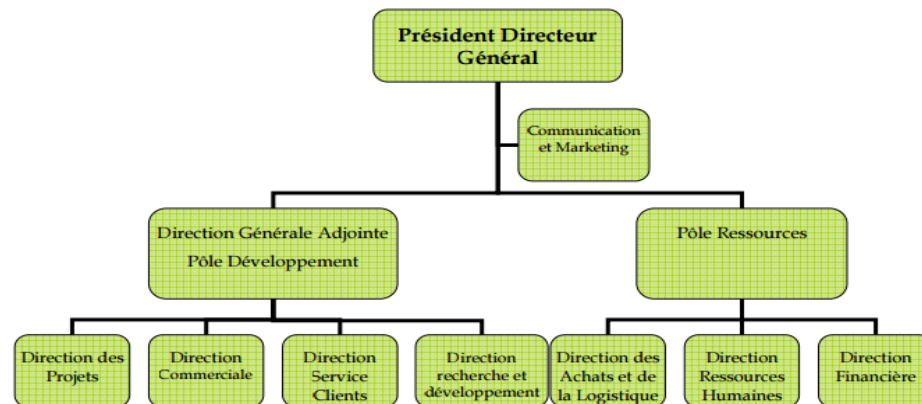 Président Directeur
Général
Communication
et Marketing
Direction Générale Adjointe
Pôle Développement
Pôle Ressources
Direction des
Projets
Direction
Commerciale
Direction
Service
Clients
Direction
recherche et
développement
Direction des
Achats et de
la Logistique
Direction
Ressources
Humaines
Direction
Financière